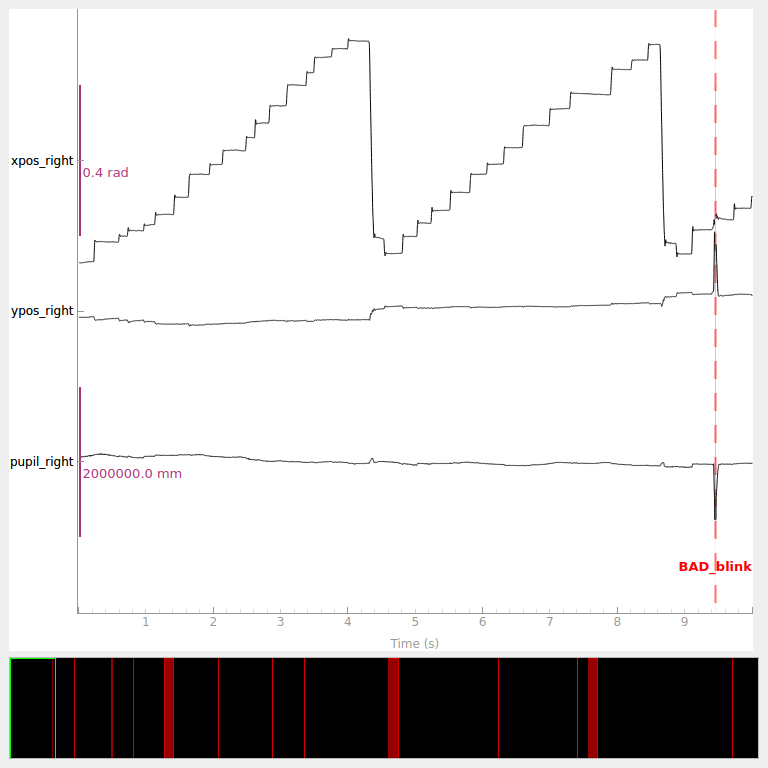 xpos_right
0.4 rad
ypos_right
pupil_right
2000000.0 mm
BAD_blink
1 2 3 4 5 6 7 8 9
Time (s)